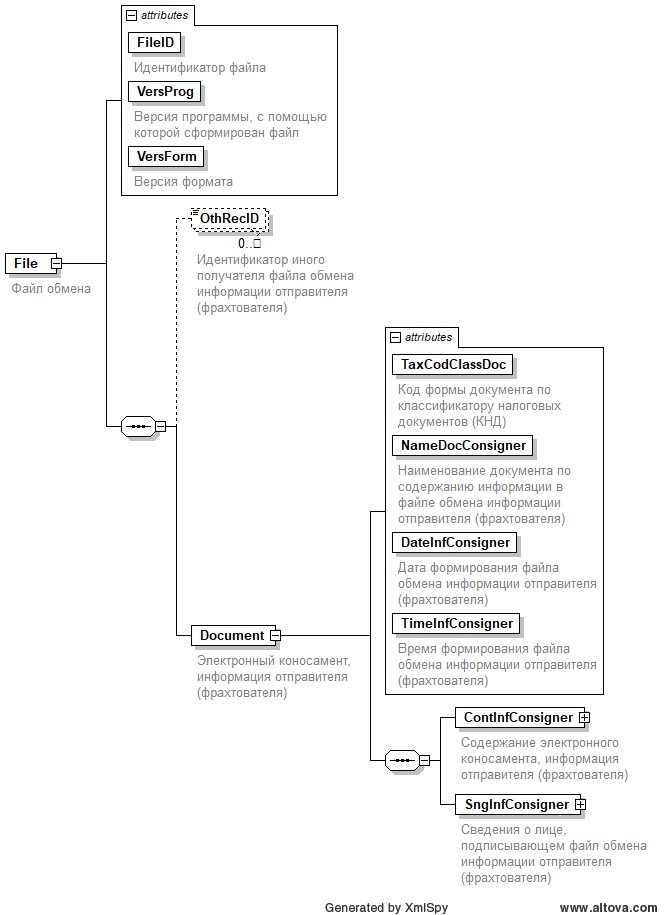 attributes
FileID
Идентификатор файла
VersProg
Версия программы, с помощью
которой сформирован файл
VersForm
Версия формата
OthRecID
0..□
Идентификатор иного
получателя файла обмена
информации отправителя
(фрахтователя)
File
Файл обмена
attributes
TaxCodClassDoc
Код формы документа по
классификатору налоговых
документов (КНД)
NameDocConsigner
Наименование документа по
содержанию информации в
файле обмена информации
отправителя (фрахтователя)
DateInfConsigner
Дата формирования файла
обмена информации отправителя
(фрахтователя)
TimeInfConsigner
Время формирования файла
обмена информации отправителя
(фрахтователя)
Document
Электронный коносамент,
информация отправителя
(фрахтователя)
ContInfConsigner
Содержание электронного
коносамента, информация
отправителя (фрахтователя)
SngInfConsigner
Сведения о лице,
подписывающем файл обмена
информации отправителя
(фрахтователя)
Generated by XmlSpy
www.altova.com